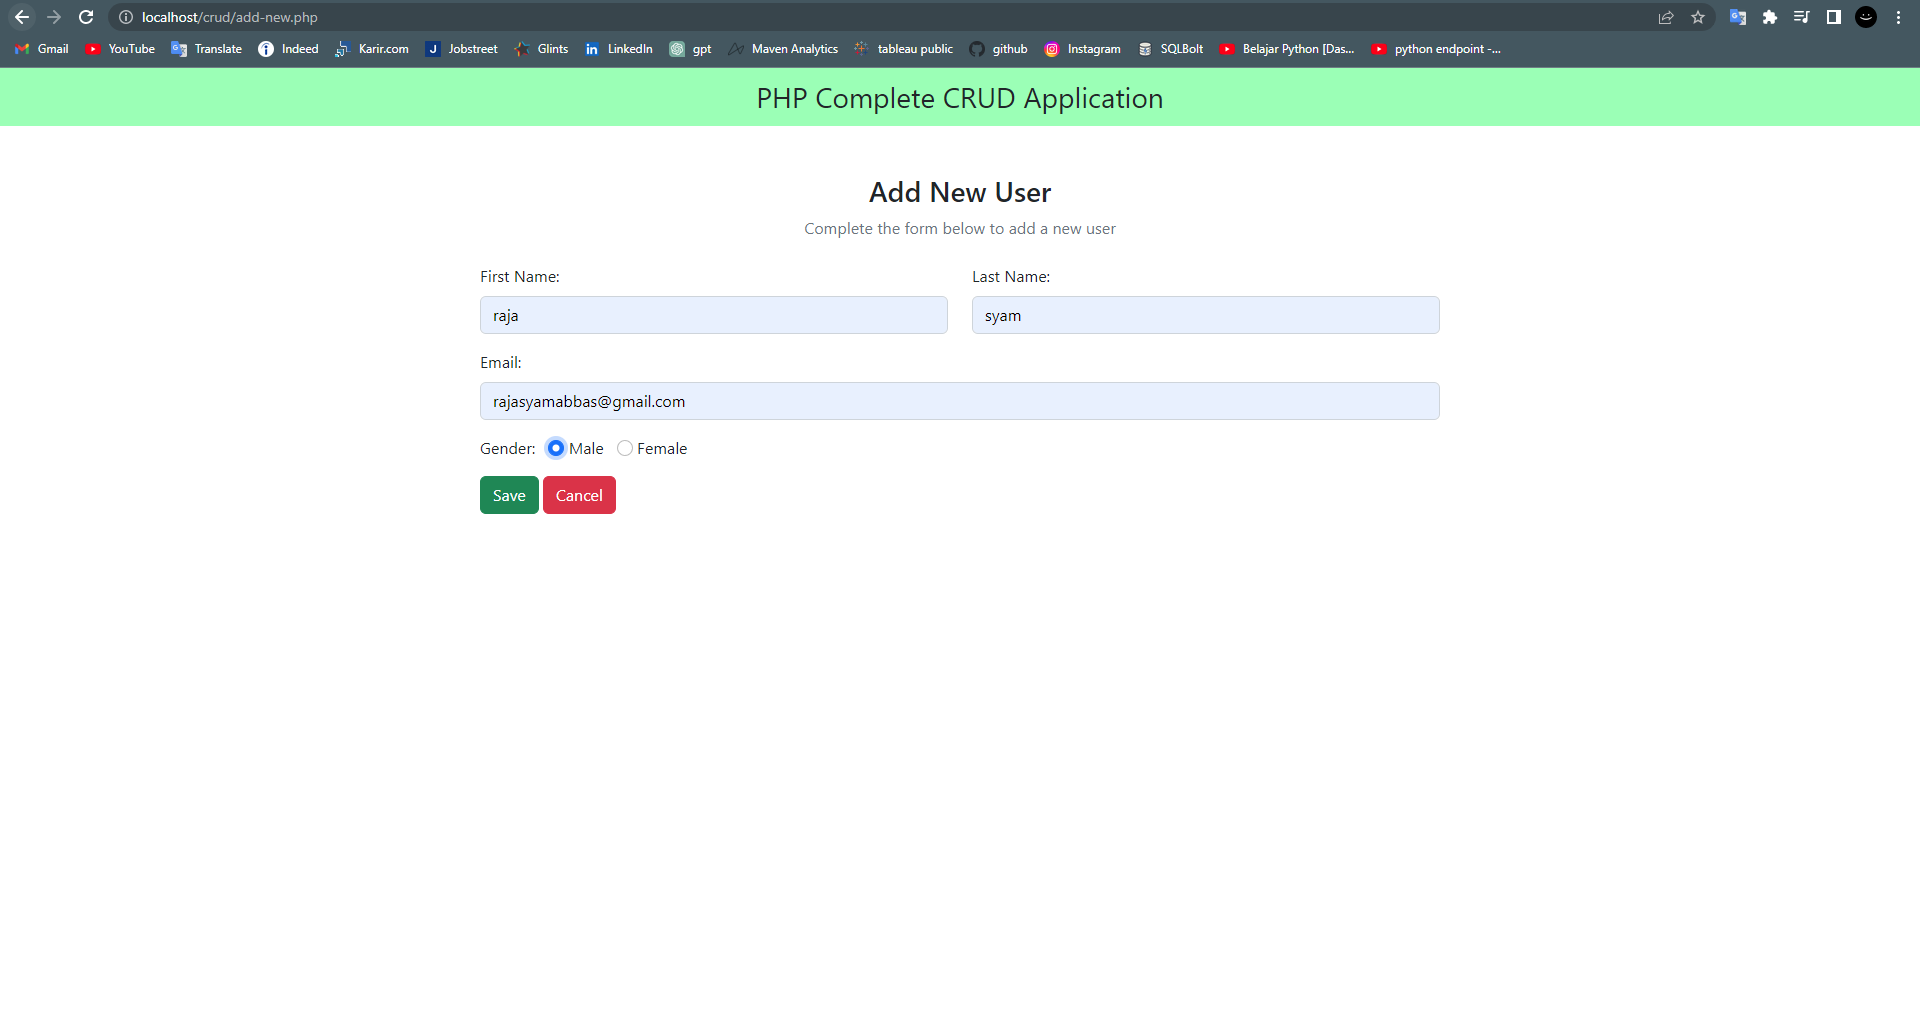 localhost/crud/add-new.php
Gmail YouTube Translate Indeed Karir.com Jobstreet Glints LinkedIn gpt Maven Analytics tableau public github Instagram SQLBolt Belajar Python [Das... python endpoint -...
PHP Complete CRUD Application
Add New User
Complete the form below to add a new user
First Name: Last Name:
raja syam
Email:
rajasyamabbas@gmail.com
Gender: Male Female
Save Cancel